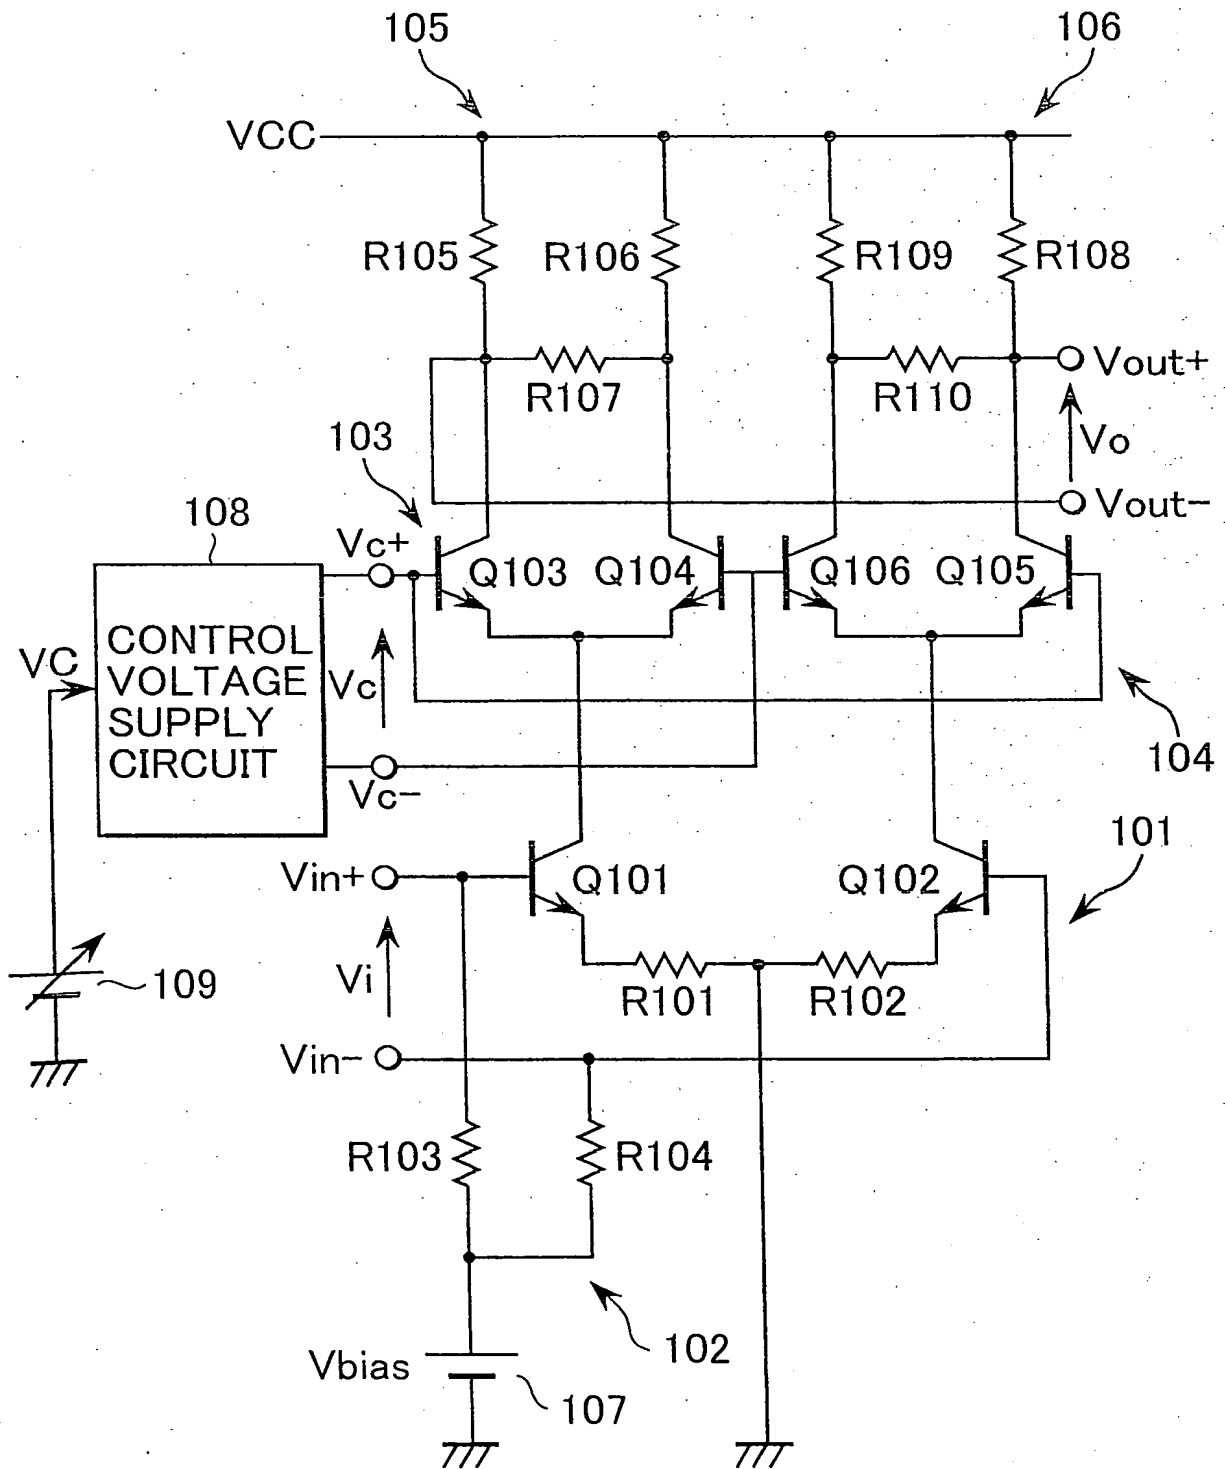 105
106
VCC
R105
R106
R109
R108
R107
R110
Vout+
Vo
Vout-
103
108
Vc+
Q103
Q104
Q106
Q105
CONTROL
VOLTAGE
SUPPLY
CIRCUIT
VC
Vc
Vc-
104
101
Vin+
Q101
Q102
109
Vi
R101
R102
Vin-
R103
R104
102
Vbias
107